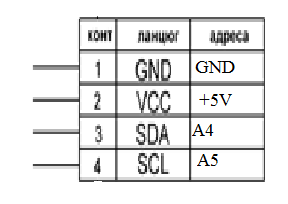 конт ланцюг адреса
1 GND GND
2 VCC +5V
3 SDA A4
4 SCL A5